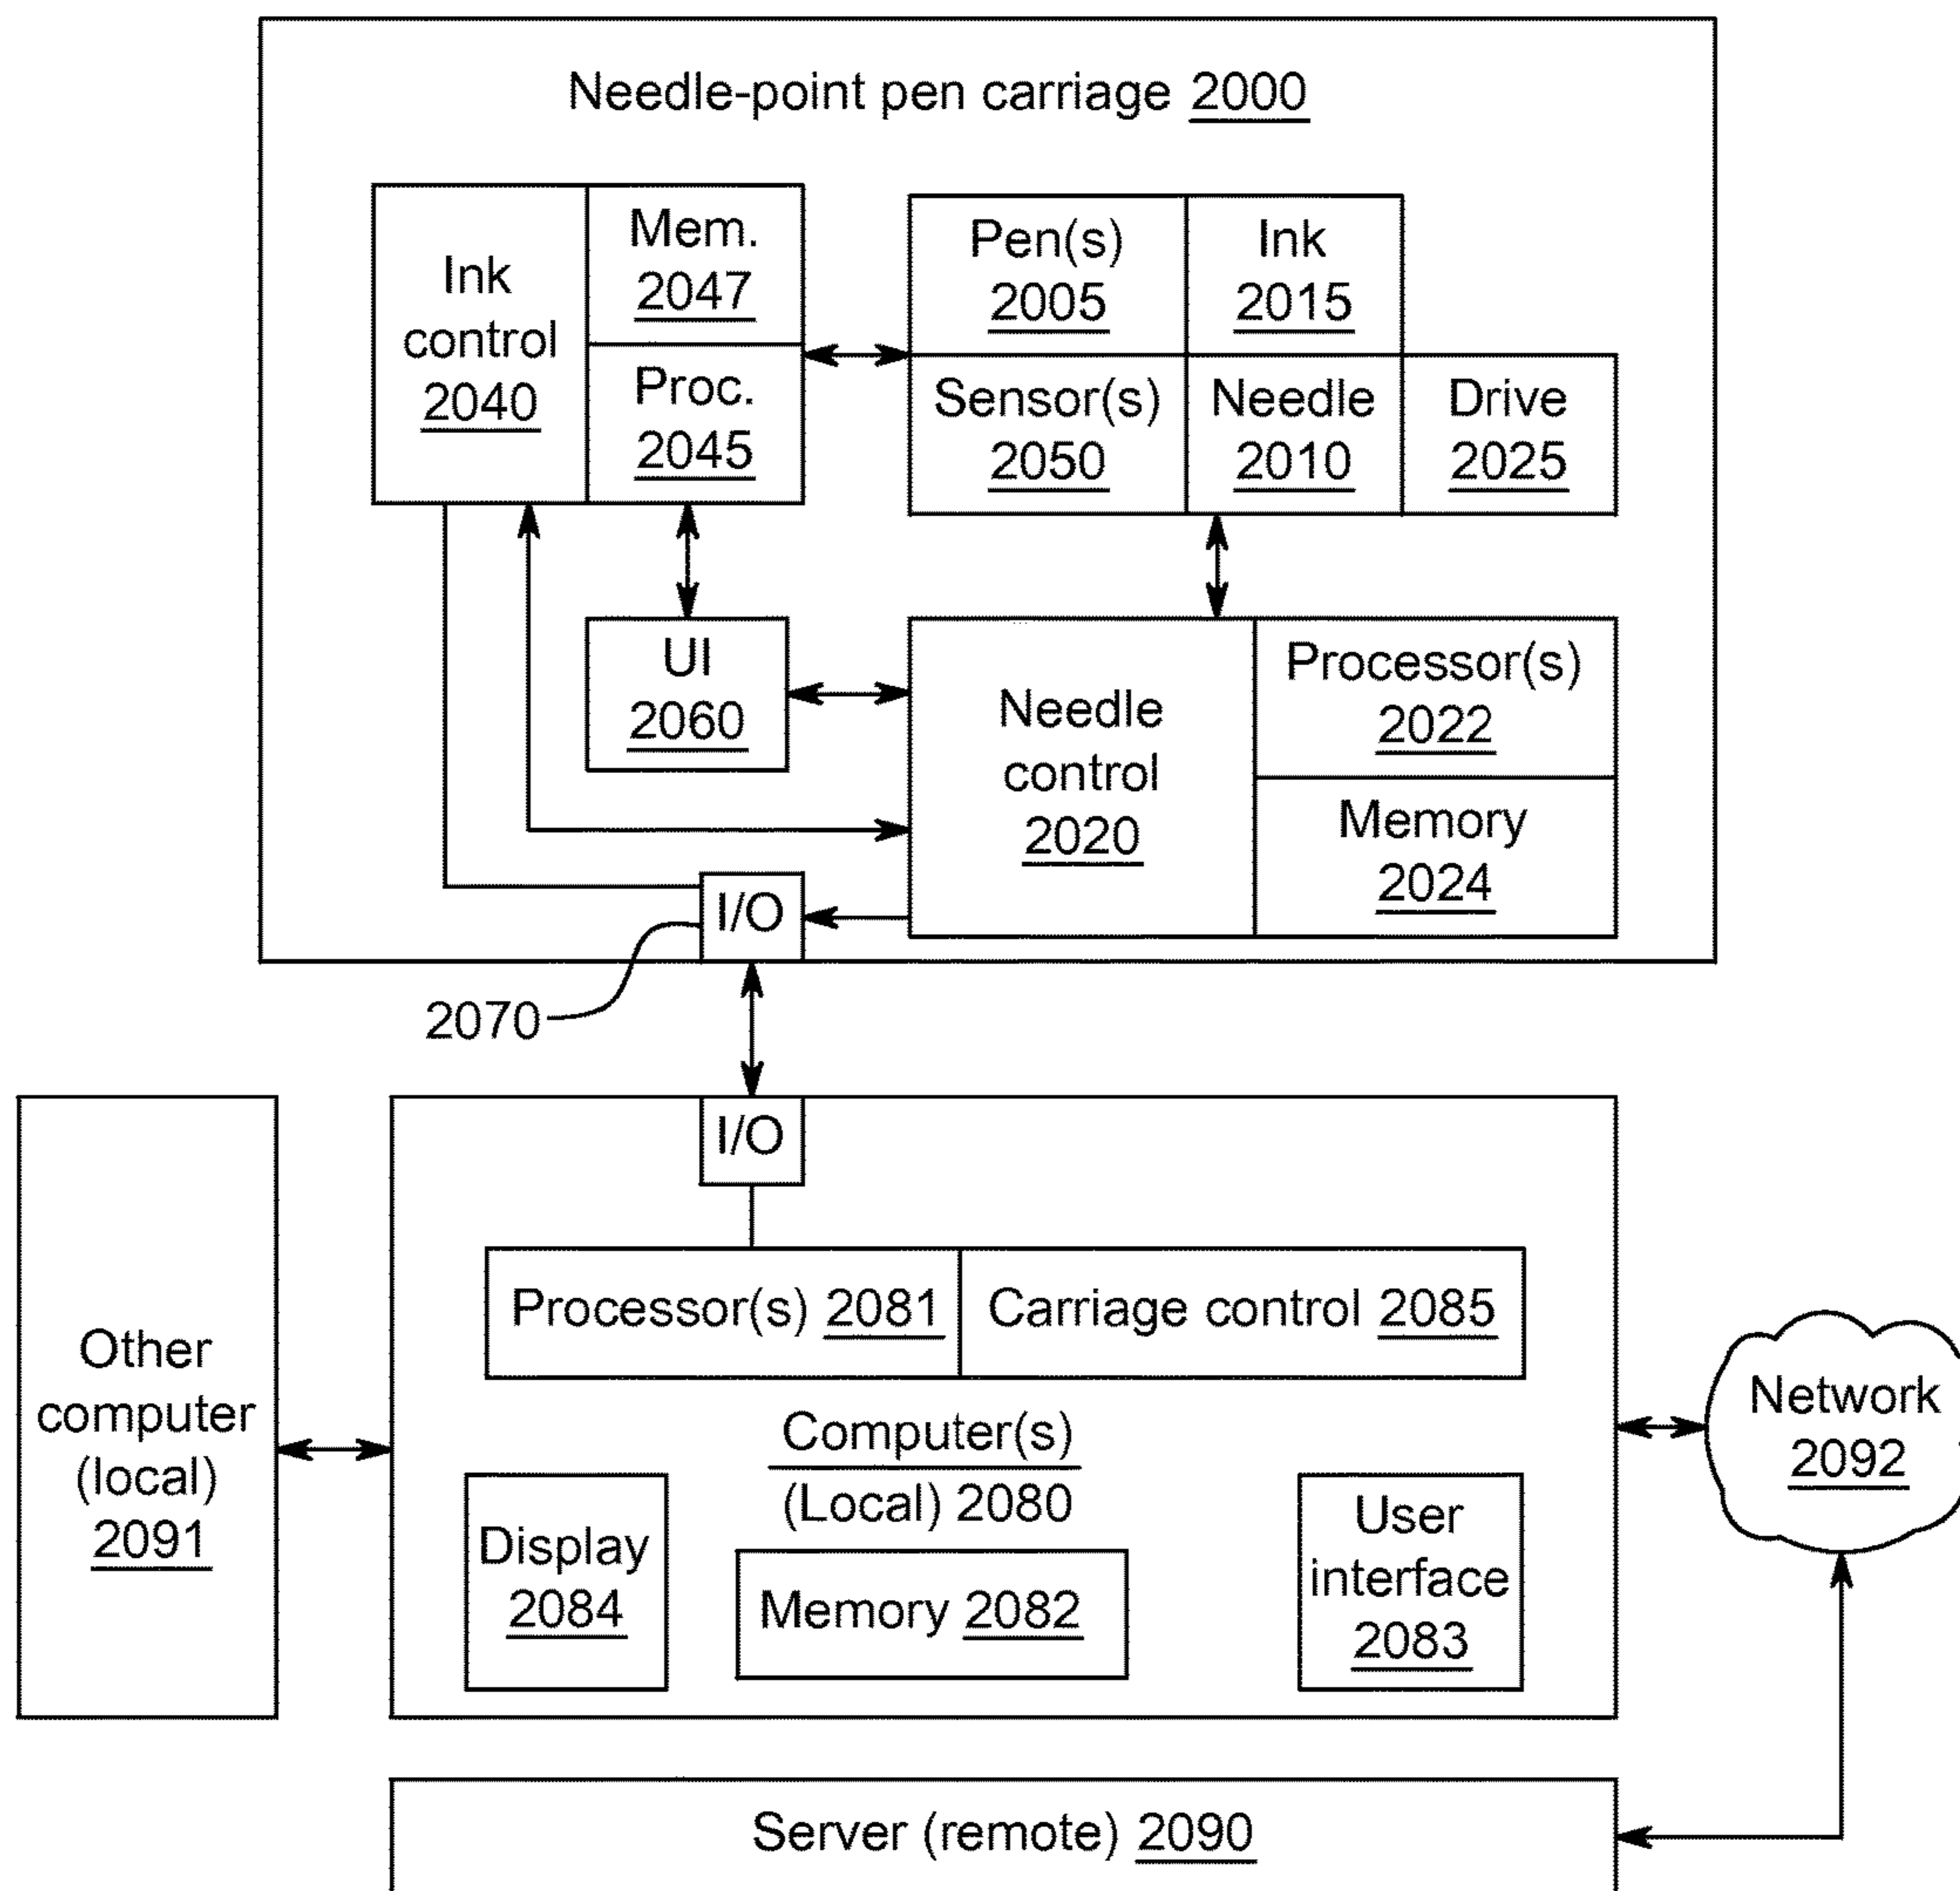 Needle-point pen carriage 2000
Ink
control
2040
Mem.
2047
Proc.
2045
Pen(s)
2005
Ink
2015
Sensor(s)
2050
Needle
2010
Drive
2025
UI
2060
Needle
control
2020
Processor(s)
2022
Memory
2024
I/O
2070
I/O
Processor(s) 2081
Carriage control 2085
Other
computer
(local)
2091
Computer(s)
(Local) 2080
Display
2084
Memory 2082
User
interface
2083
Network
2092
Server (remote) 2090